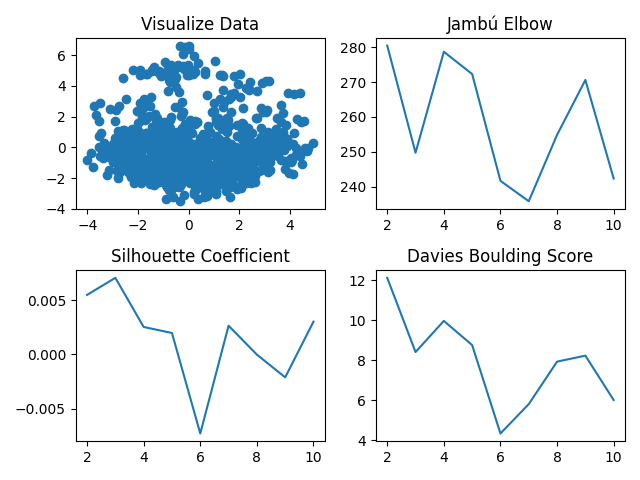 Visualize Data
6
4
2
0
−2
−4
−4 −2 0 2 4
Jambú Elbow
280
270
260
250
240
2 4 6 8 10
Silhouette Coefficient
0.005
0.000
−0.005
2 4 6 8 10
Davies Boulding Score
12
10
8
6
4
2 4 6 8 10